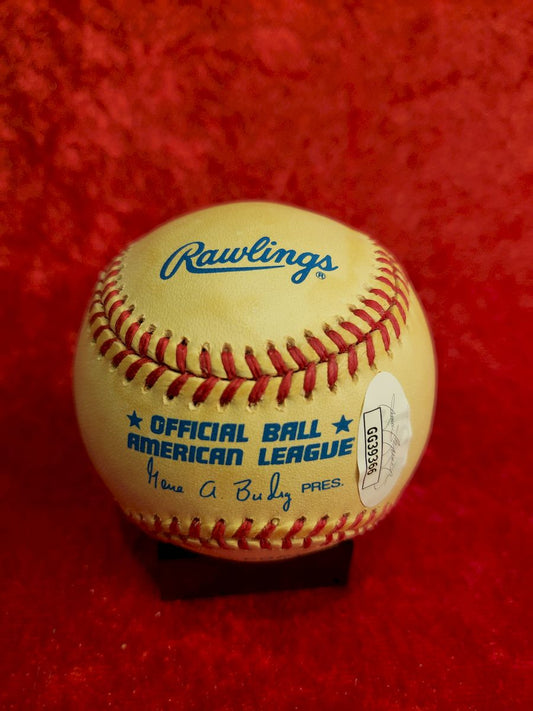 Rawlings®
★ OFFICIAL BALL ★
AMERICAN LEAGUE
Gene A. Budig PRES.
GG39366